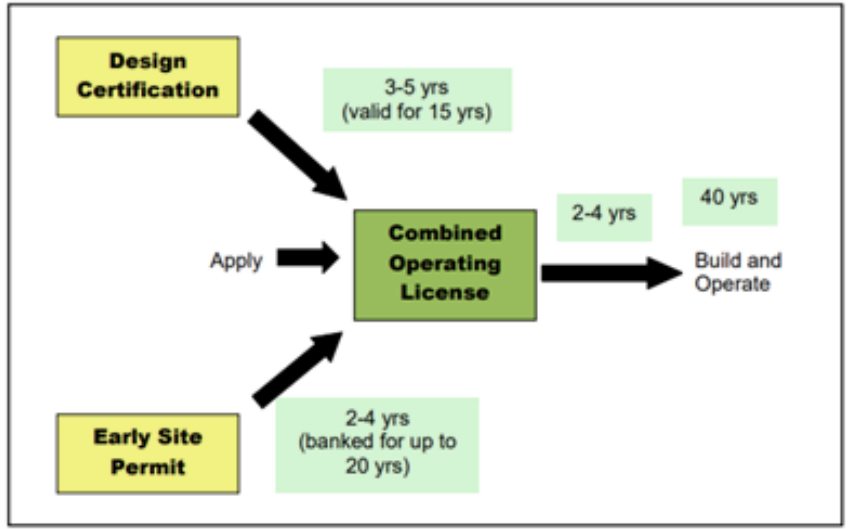 Design
Certification
3-5 yrs
(valid for 15 yrs)
2-4 yrs
40 yrs
Apply
Combined
Operating
License
Build and
Operate
Early Site
Permit
2-4 yrs
(banked for up to
20 yrs)